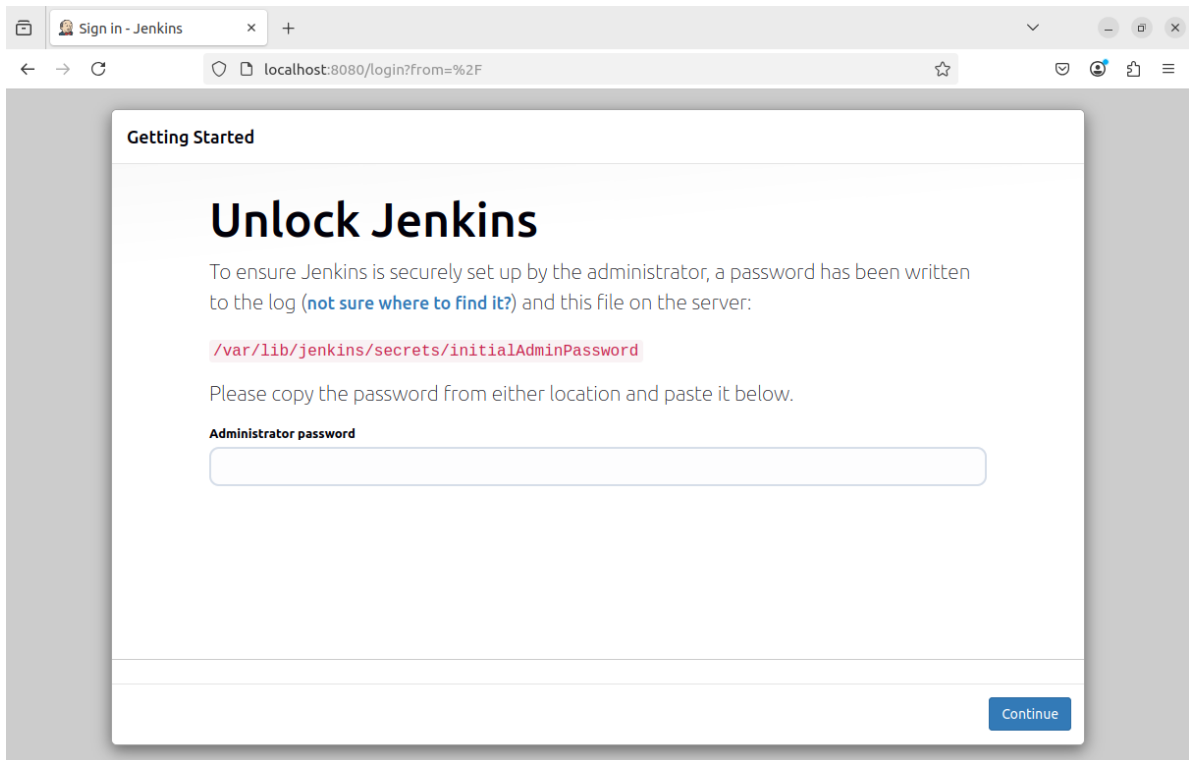 Sign in - Jenkins
localhost:8080/login?from=%2F
Getting Started
Unlock Jenkins
To ensure Jenkins is securely set up by the administrator, a password has been written
to the log (not sure where to find it?) and this file on the server:
/var/lib/jenkins/secrets/initialAdminPassword
Please copy the password from either location and paste it below.
Administrator password
Continue